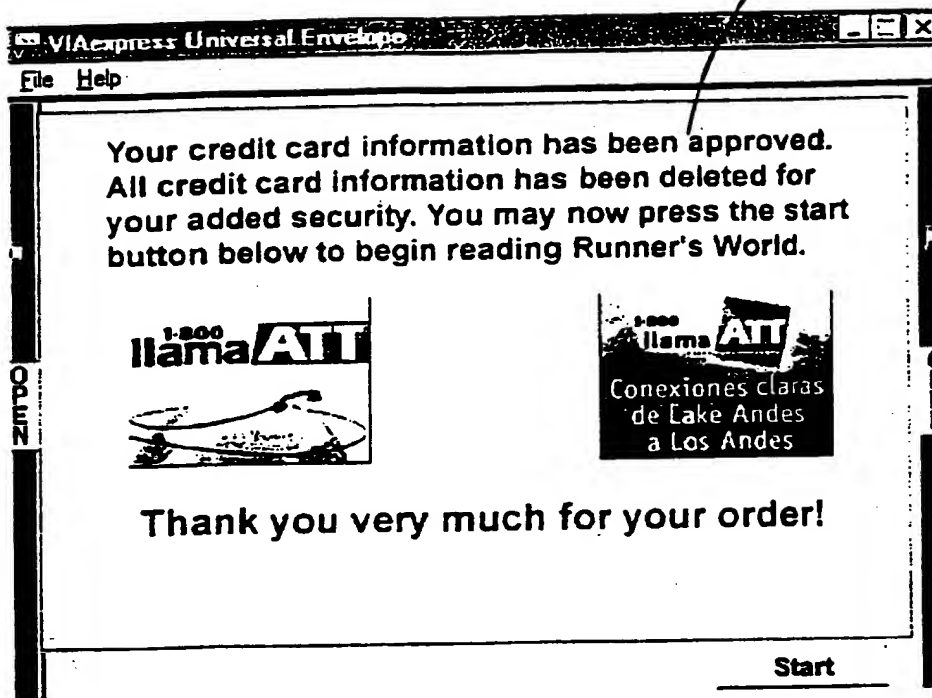 VIAexpress Universal Envelope
File Help
Your credit card information has been approved.
All credit card information has been deleted for
your added security. You may now press the start
button below to begin reading Runner's World.
OPEN
1-800
llama ATT
1-800
llama ATT
Conexiones claras
de Lake Andes
a Los Andes
Thank you very much for your order!
Start